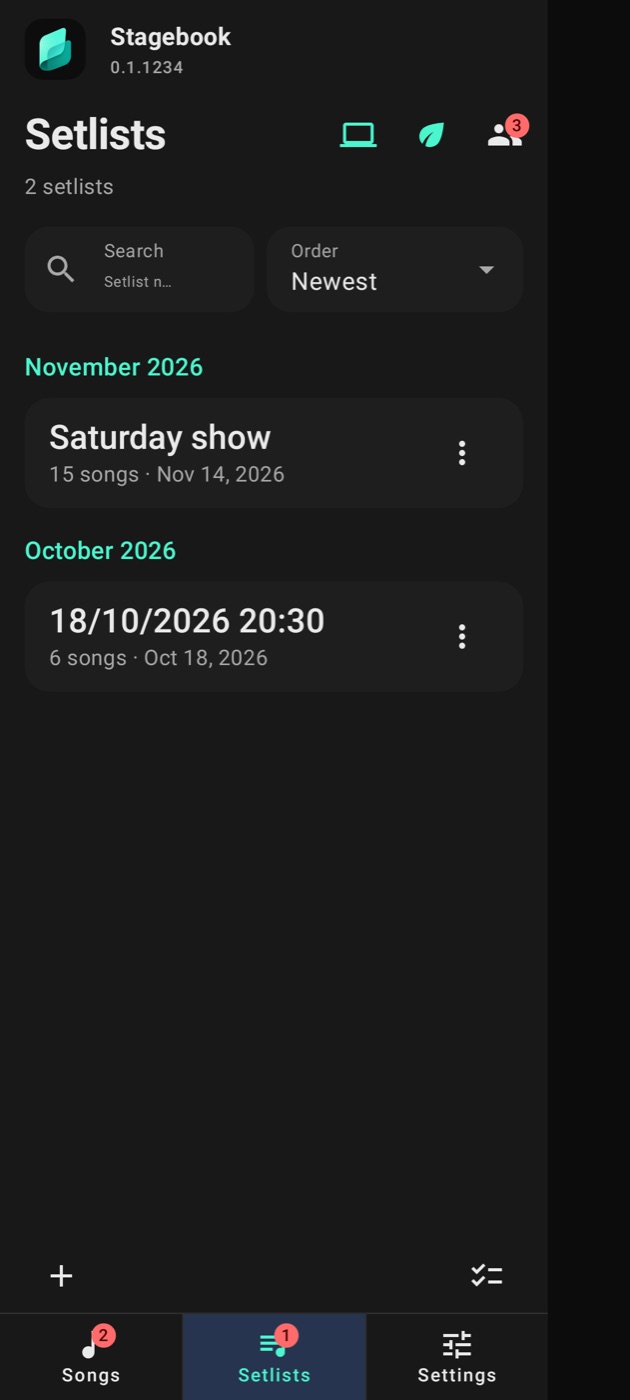 Stagebook
0.1.1234
Setlists
3
2 setlists
Search
Setlist n…
Order
Newest
November 2026
Saturday show
15 songs · Nov 14, 2026
October 2026
18/10/2026 20:30
6 songs · Oct 18, 2026
2
1
Songs
Setlists
Settings